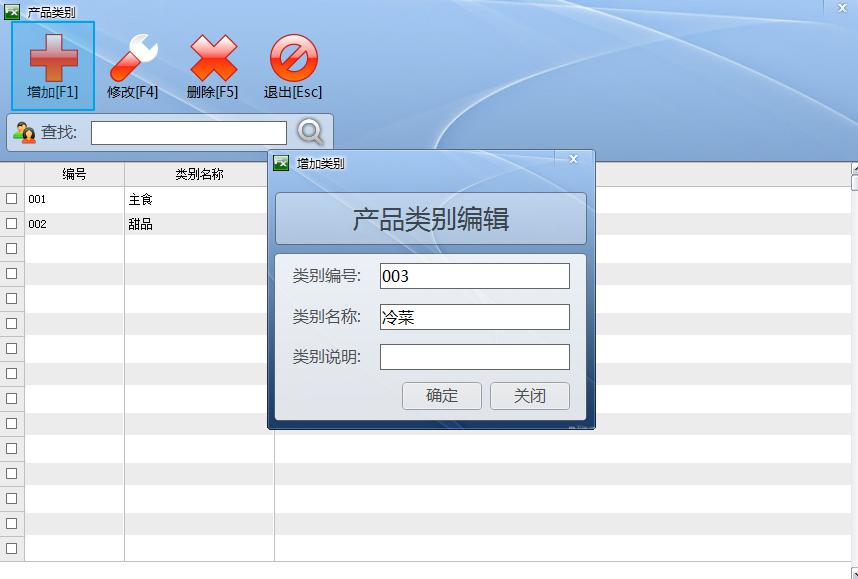 产品类别
增加[F1] 修改[F4] 删除[F5] 退出[Esc]
查找:
编号 类别名称
001 主食
002 甜品
增加类别
产品类别编辑
类别编号: 003
类别名称: 冷菜
类别说明:
确定 关闭